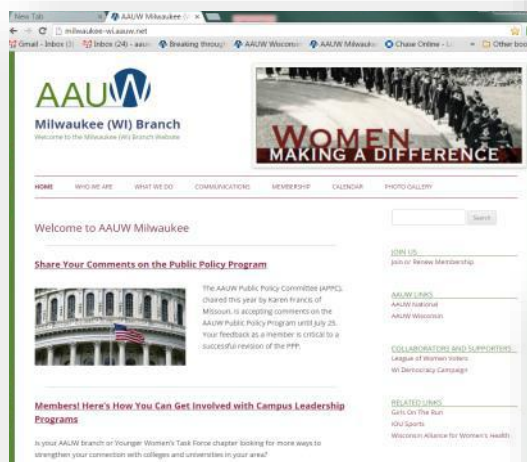 New Tab
AAUW Milwaukee
milwaukee-wi.aauw.net
Gmail - Inbox (3) Inbox (24) - aauw Breaking through AAUW Wisconsin AAUW Milwauke Chase Online - L Other boo
AAUW
Milwaukee (WI) Branch
Welcome to the Milwaukee (WI) Branch Website
WOMEN
MAKING A DIFFERENCE
HOME WHO WE ARE WHAT WE DO COMMUNICATIONS MEMBERSHIP CALENDAR PHOTO GALLERY
Search
Welcome to AAUW Milwaukee
Share Your Comments on the Public Policy Program
The AAUW Public Policy Committee (APPC),
chaired this year by Karen Francis of
Missouri, is accepting comments on the
AAUW Public Policy Program until July 25.
Your feedback as a member is critical to a
successful revision of the PPP.
Members! Here's How You Can Get Involved with Campus Leadership
Programs
Is your AAUW branch or Younger Women's Task Force chapter looking for more ways to
strengthen your connection with colleges and universities in your area?
JOIN US
Join or Renew Membership
AAUW LINKS
AAUW National
AAUW Wisconsin
COLLABORATORS AND SUPPORTERS
League of Women Voters
WI Democracy Campaign
RELATED LINKS
Girls On The Run
IOU Sports
Wisconsin Alliance for Women's Health